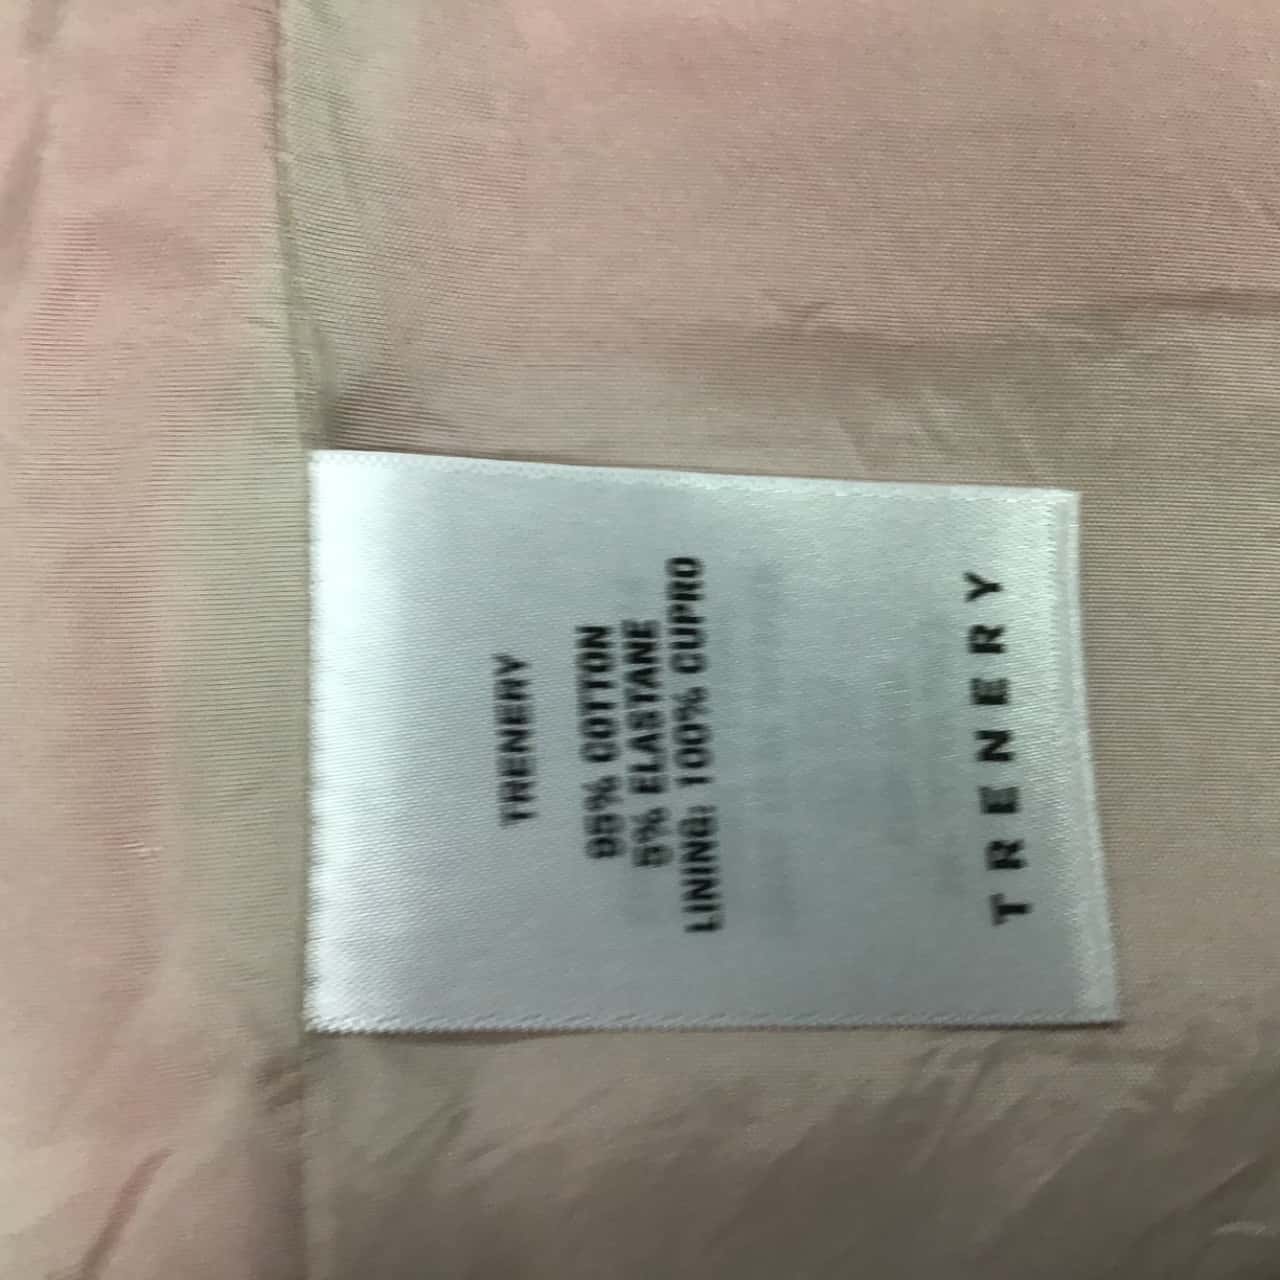 TRENERY
95% COTTON
5% ELASTANE
LINING: 100% CUPRO
TRENERY